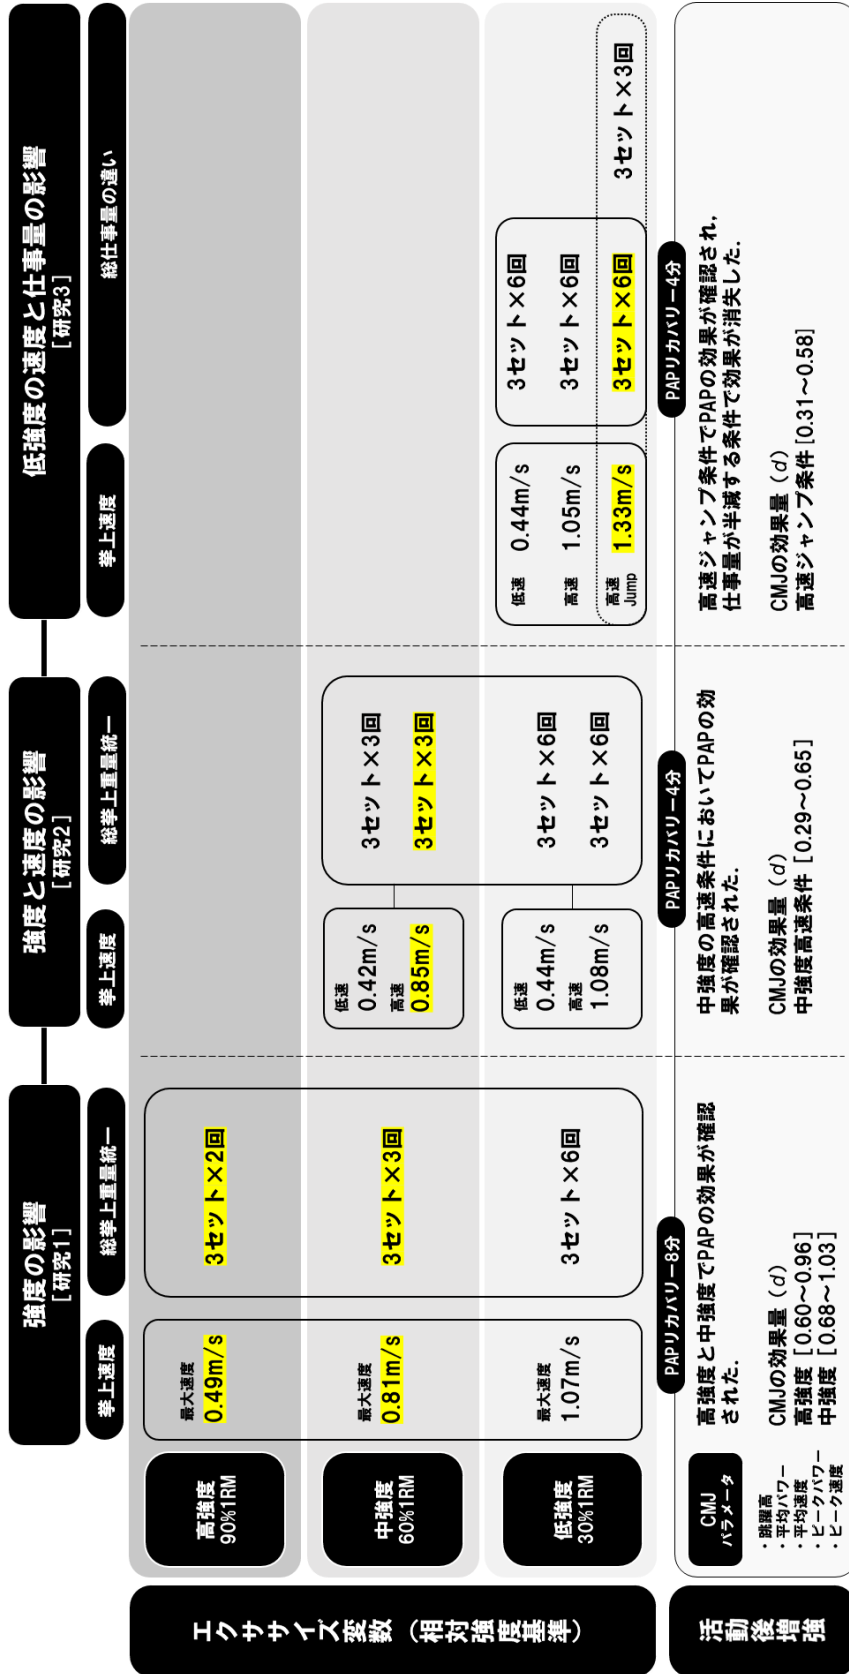 強度の影響
[研究1]
強度と速度の影響
[研究2]
低強度の速度と仕事量の影響
[研究3]
挙上速度
総挙上重量統一
挙上速度
総挙上重量統一
挙上速度
総仕事量の違い
エクササイズ変数（相対強度基準）
高強度
90%1RM
最大速度
0.49m/s
3セット×2回
中強度
60%1RM
最大速度
0.81m/s
3セット×3回
低速
0.42m/s
高速
0.85m/s
3セット×3回
3セット×3回
低強度
30%1RM
最大速度
1.07m/s
3セット×6回
低速
0.44m/s
高速
1.08m/s
3セット×6回
3セット×6回
低速 0.44m/s
3セット×6回
高速 1.05m/s
3セット×6回
高速
Jump
1.33m/s
3セット×6回
3セット×3回
PAPリカバリー8分
PAPリカバリー4分
PAPリカバリー4分
活動後増強
CMJ
パラメータ
・跳躍高
・平均パワー
・平均速度
・ピークパワー
・ピーク速度
高強度と中強度でPAPの効果が確認
された．
CMJの効果量（d）
高強度 [0.60～0.96]
中強度 [0.68～1.03]
中強度の高速条件においてPAPの効
果が確認された．
CMJの効果量（d）
中強度高速条件 [0.29～0.65]
高速ジャンプ条件でPAPの効果が確認され，
仕事量が半減する条件で効果が消失した．
CMJの効果量（d）
高速ジャンプ条件[0.31～0.58]